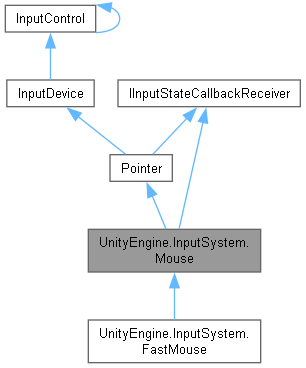 InputControl
InputDevice
IInputStateCallbackReceiver
Pointer
UnityEngine.InputSystem.
Mouse
UnityEngine.InputSystem.
FastMouse